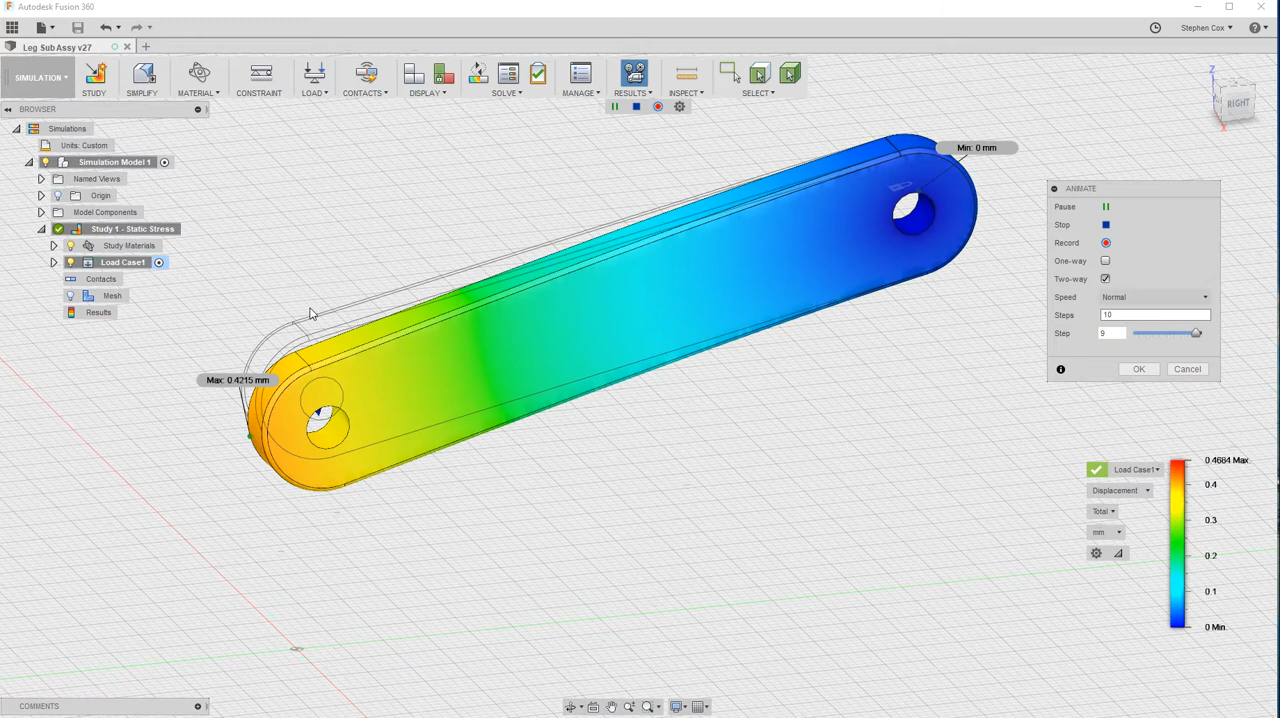 Autodesk Fusion 360
Stephen Cox
Leg Sub Assy v27
SIMULATION
STUDY
SIMPLIFY
MATERIAL
CONSTRAINT
LOAD
CONTACTS
DISPLAY
SOLVE
MANAGE
RESULTS
INSPECT
SELECT
BROWSER
Simulations
Units: Custom
Simulation Model 1
Named Views
Origin
Model Components
Study 1 - Static Stress
Study Materials
Load Case1
Contacts
Mesh
Results
Z
RIGHT
X
Min: 0 mm
Max: 0.4215 mm
ANIMATE
Pause
Stop
Record
One-way
Two-way
Speed Normal
Steps 10
Step 9
OK Cancel
Load Case1
Displacement
Total
mm
0.4684 Max.
0.4
0.3
0.2
0.1
0 Min.
COMMENTS